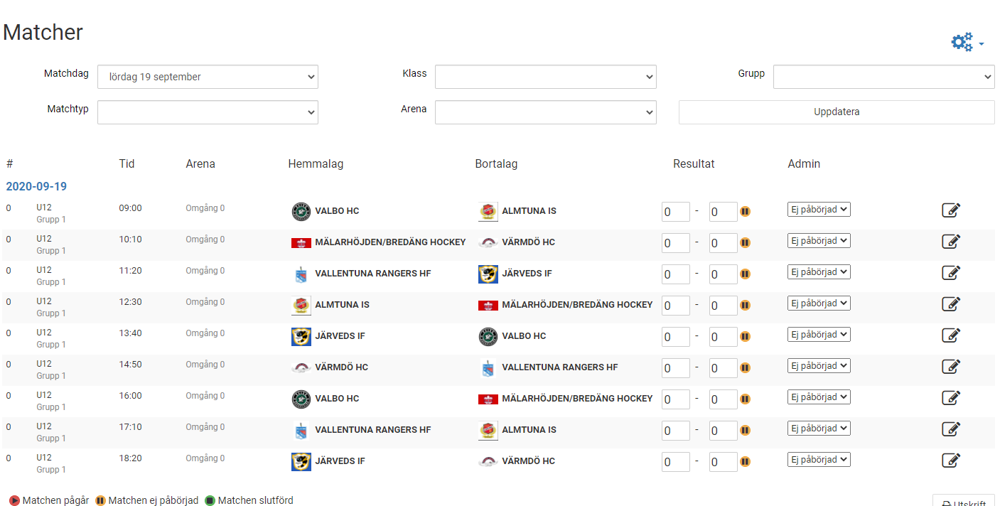 Matcher
Matchdag lördag 19 september Klass Grupp
Matchtyp Arena Uppdatera
# Tid Arena Hemmalag Bortalag Resultat Admin
2020-09-19
0 U12 09:00 Omgång 0 VALBO HC ALMTUNA IS 0 - 0 Ej påbörjad
Grupp 1
0 U12 10:10 Omgång 0 MÄLARHÖJDEN/BREDÄNG HOCKEY VÄRMDÖ HC 0 - 0 Ej påbörjad
Grupp 1
0 U12 11:20 Omgång 0 VALLENTUNA RANGERS HF JÄRVEDS IF 0 - 0 Ej påbörjad
Grupp 1
0 U12 12:30 Omgång 0 ALMTUNA IS MÄLARHÖJDEN/BREDÄNG HOCKEY 0 - 0 Ej påbörjad
Grupp 1
0 U12 13:40 Omgång 0 JÄRVEDS IF VALBO HC 0 - 0 Ej påbörjad
Grupp 1
0 U12 14:50 Omgång 0 VÄRMDÖ HC VALLENTUNA RANGERS HF 0 - 0 Ej påbörjad
Grupp 1
0 U12 16:00 Omgång 0 VALBO HC MÄLARHÖJDEN/BREDÄNG HOCKEY 0 - 0 Ej påbörjad
Grupp 1
0 U12 17:10 Omgång 0 VALLENTUNA RANGERS HF ALMTUNA IS 0 - 0 Ej påbörjad
Grupp 1
0 U12 18:20 Omgång 0 JÄRVEDS IF VÄRMDÖ HC 0 - 0 Ej påbörjad
Grupp 1
Matchen pågår Matchen ej påbörjad Matchen slutförd Utskrift